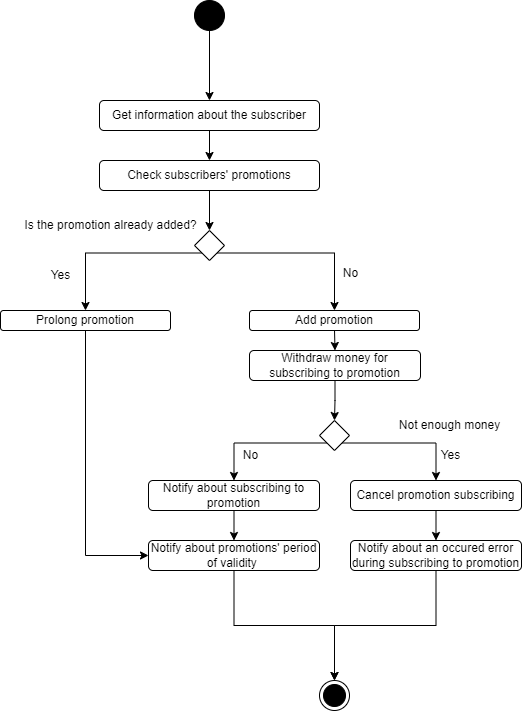 Get information about the subscriber
Check subscribers' promotions
Is the promotion already added?
Yes
No
Prolong promotion
Add promotion
Withdraw money for
subscribing to promotion
Not enough money
No
Yes
Notify about subscribing to
promotion
Cancel promotion subscribing
Notify about promotions' period
of validity
Notify about an occured error
during subscribing to promotion